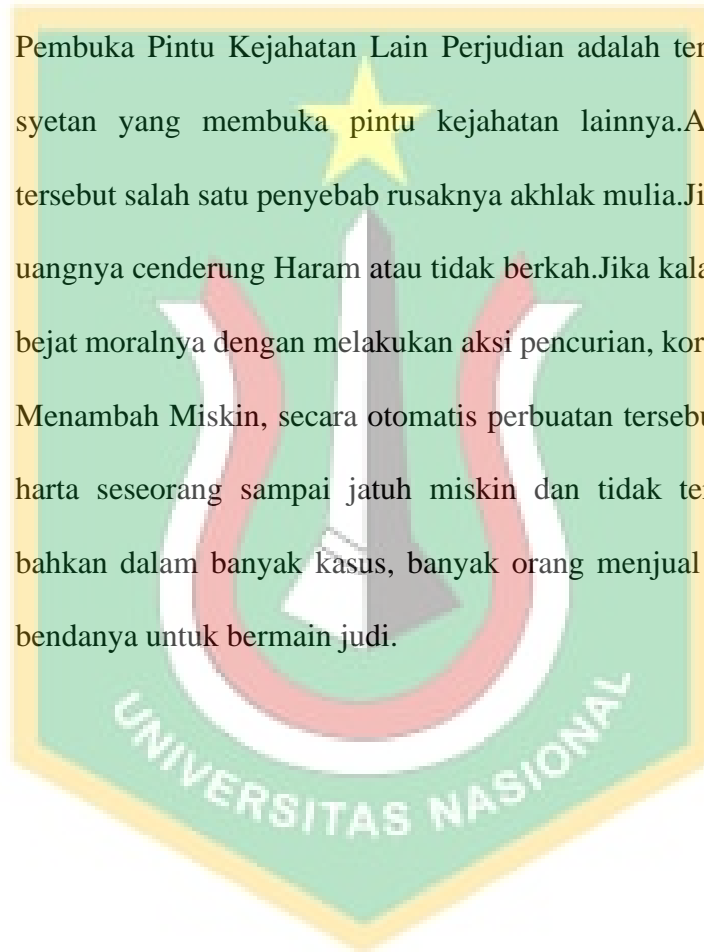 Pembuka Pintu Kejahatan Lain Perjudian adalah
syetan yang membuka pintu kejahatan lainnya.A
tersebut salah satu penyebab rusaknya akhlak mulia.Ji
uangnya cenderung Haram atau tidak berkah.Jika kala
bejat moralnya dengan melakukan aksi pencurian, kor
Menambah Miskin, secara otomatis perbuatan tersebu
harta seseorang sampai jatuh miskin dan tidak
bahkan dalam banyak kasus, banyak orang menjual
bendanya untuk bermain judi.
UNIVERSITAS NASIONAL